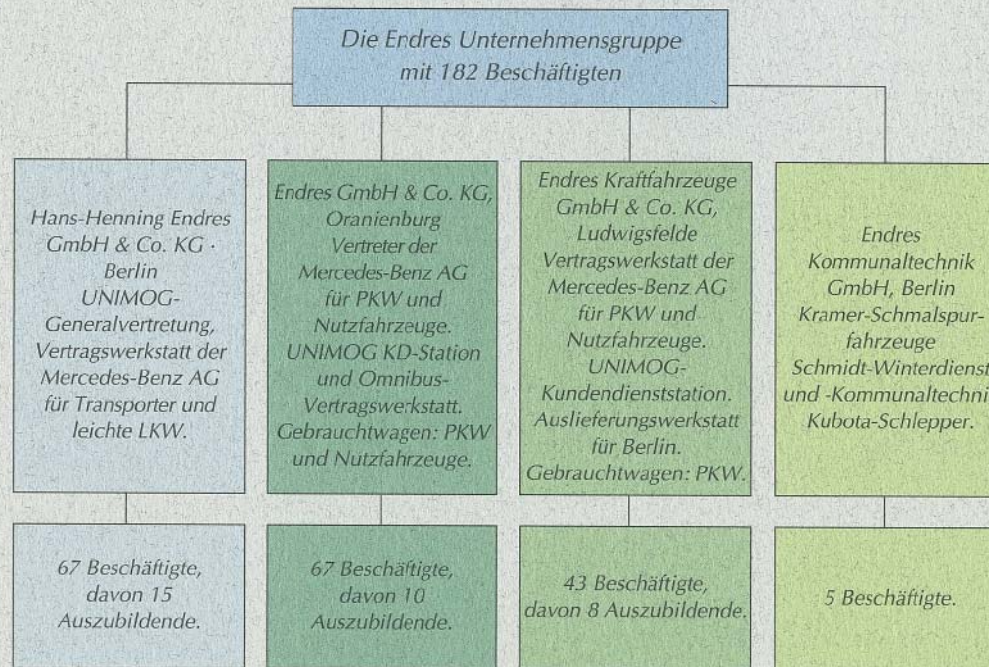 Die Endres Unternehmensgruppe
mit 182 Beschäftigten
Hans-Henning Endres
GmbH & Co. KG ·
Berlin
UNIMOG-
Generalvertretung,
Vertragswerkstatt der
Mercedes-Benz AG
für Transporter und
leichte LKW.
Endres GmbH & Co. KG,
Oranienburg
Vertreter der
Mercedes-Benz AG
für PKW und
Nutzfahrzeuge.
UNIMOG KD-Station
und Omnibus-
Vertragswerkstatt.
Gebrauchtwagen: PKW
und Nutzfahrzeuge.
Endres Kraftfahrzeuge
GmbH & Co. KG,
Ludwigsfelde
Vertragswerkstatt der
Mercedes-Benz AG
für PKW und
Nutzfahrzeuge.
UNIMOG-
Kundendienststation.
Auslieferungswerkstatt
für Berlin.
Gebrauchtwagen: PKW.
Endres
Kommunaltechnik
GmbH, Berlin
Kramer-Schmalspur-
fahrzeuge
Schmidt-Winterdienst
und -Kommunaltechni
Kubota-Schlepper.
67 Beschäftigte,
davon 15
Auszubildende.
67 Beschäftigte,
davon 10
Auszubildende.
43 Beschäftigte,
davon 8 Auszubildende.
5 Beschäftigte.